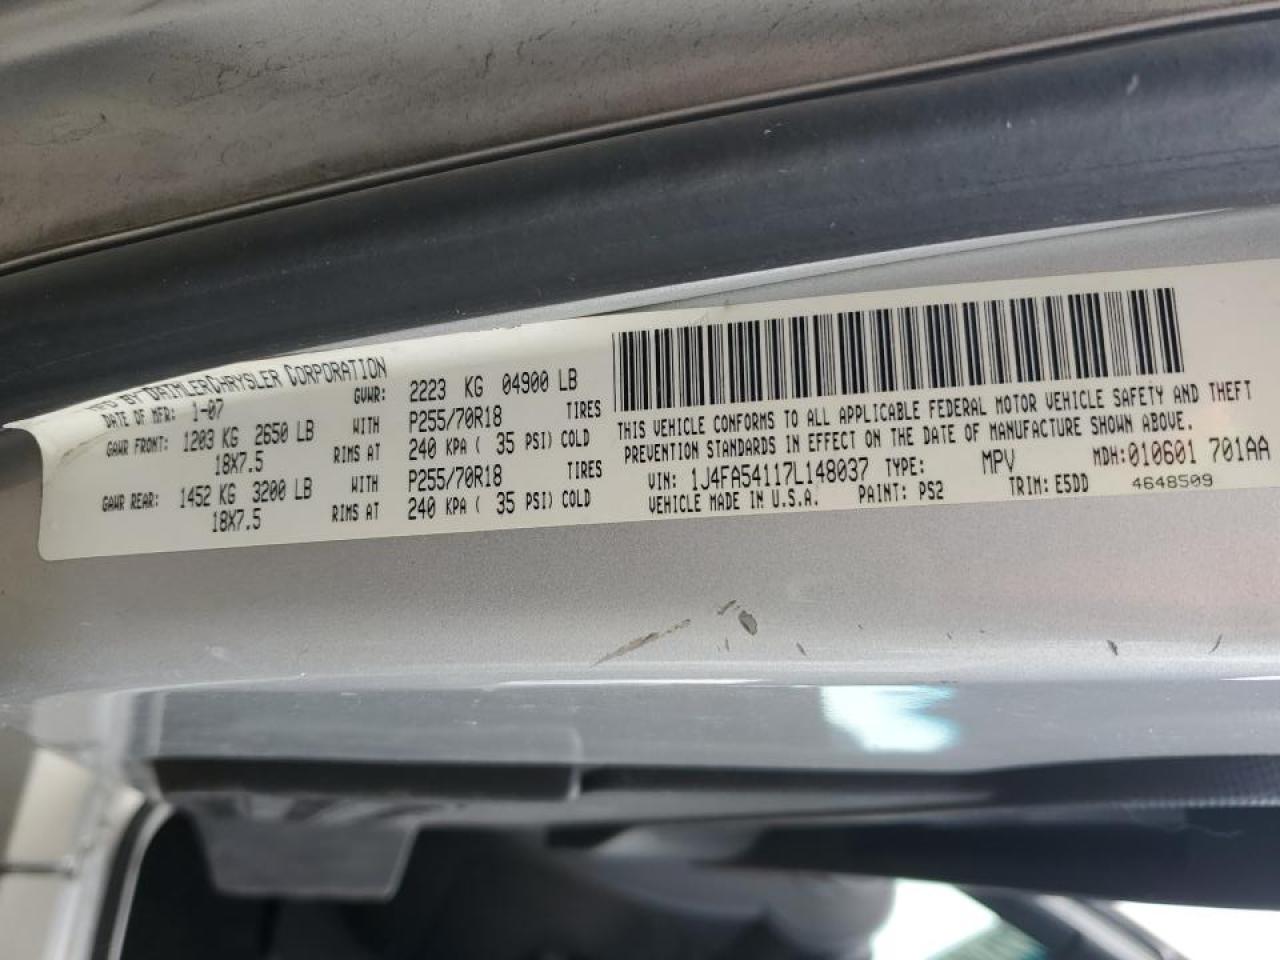 MFG BY DAIMLERCHRYSLER CORPORATION
DATE OF MFR: 1-07 GVWR: 2223 KG 04900 LB
GAWR FRONT: 1203 KG 2650 LB WITH P255/70R18 TIRES
18X7.5 RIMS AT 240 KPA ( 35 PSI) COLD
GAWR REAR: 1452 KG 3200 LB WITH P255/70R18 TIRES
18X7.5 RIMS AT 240 KPA ( 35 PSI) COLD
THIS VEHICLE CONFORMS TO ALL APPLICABLE FEDERAL MOTOR VEHICLE SAFETY AND THEFT
PREVENTION STANDARDS IN EFFECT ON THE DATE OF MANUFACTURE SHOWN ABOVE.
VIN: 1J4FA54117L148037 TYPE: MPV MDH:010601 701AA
VEHICLE MADE IN U.S.A. PAINT: PS2 TRIM: E5DD 4648509